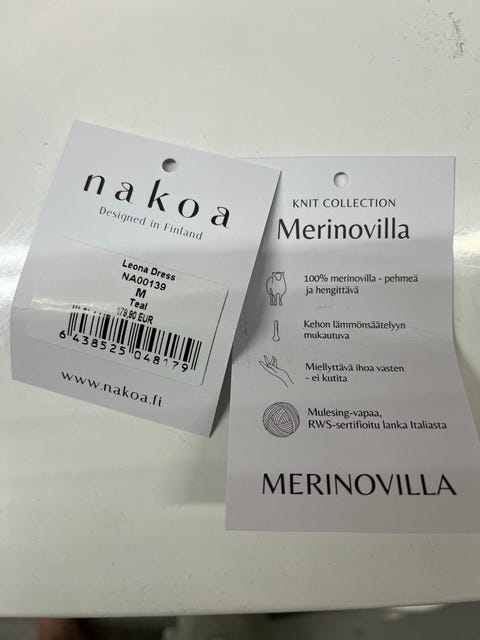 nakoa
Designed in Finland
Leona Dress
NA00139
M
Teal
179,90 EUR
6 438525 048179
www.nakoa.fi
KNIT COLLECTION
Merinovilla
100% merinovilla - pehmeä
ja hengittävä
Kehon lämmönsäätelyyn
mukautuva
Miellyttävä ihoa vasten
- ei kutita
Mulesing-vapaa,
RWS-sertifioitu lanka Italiasta
MERINOVILLA